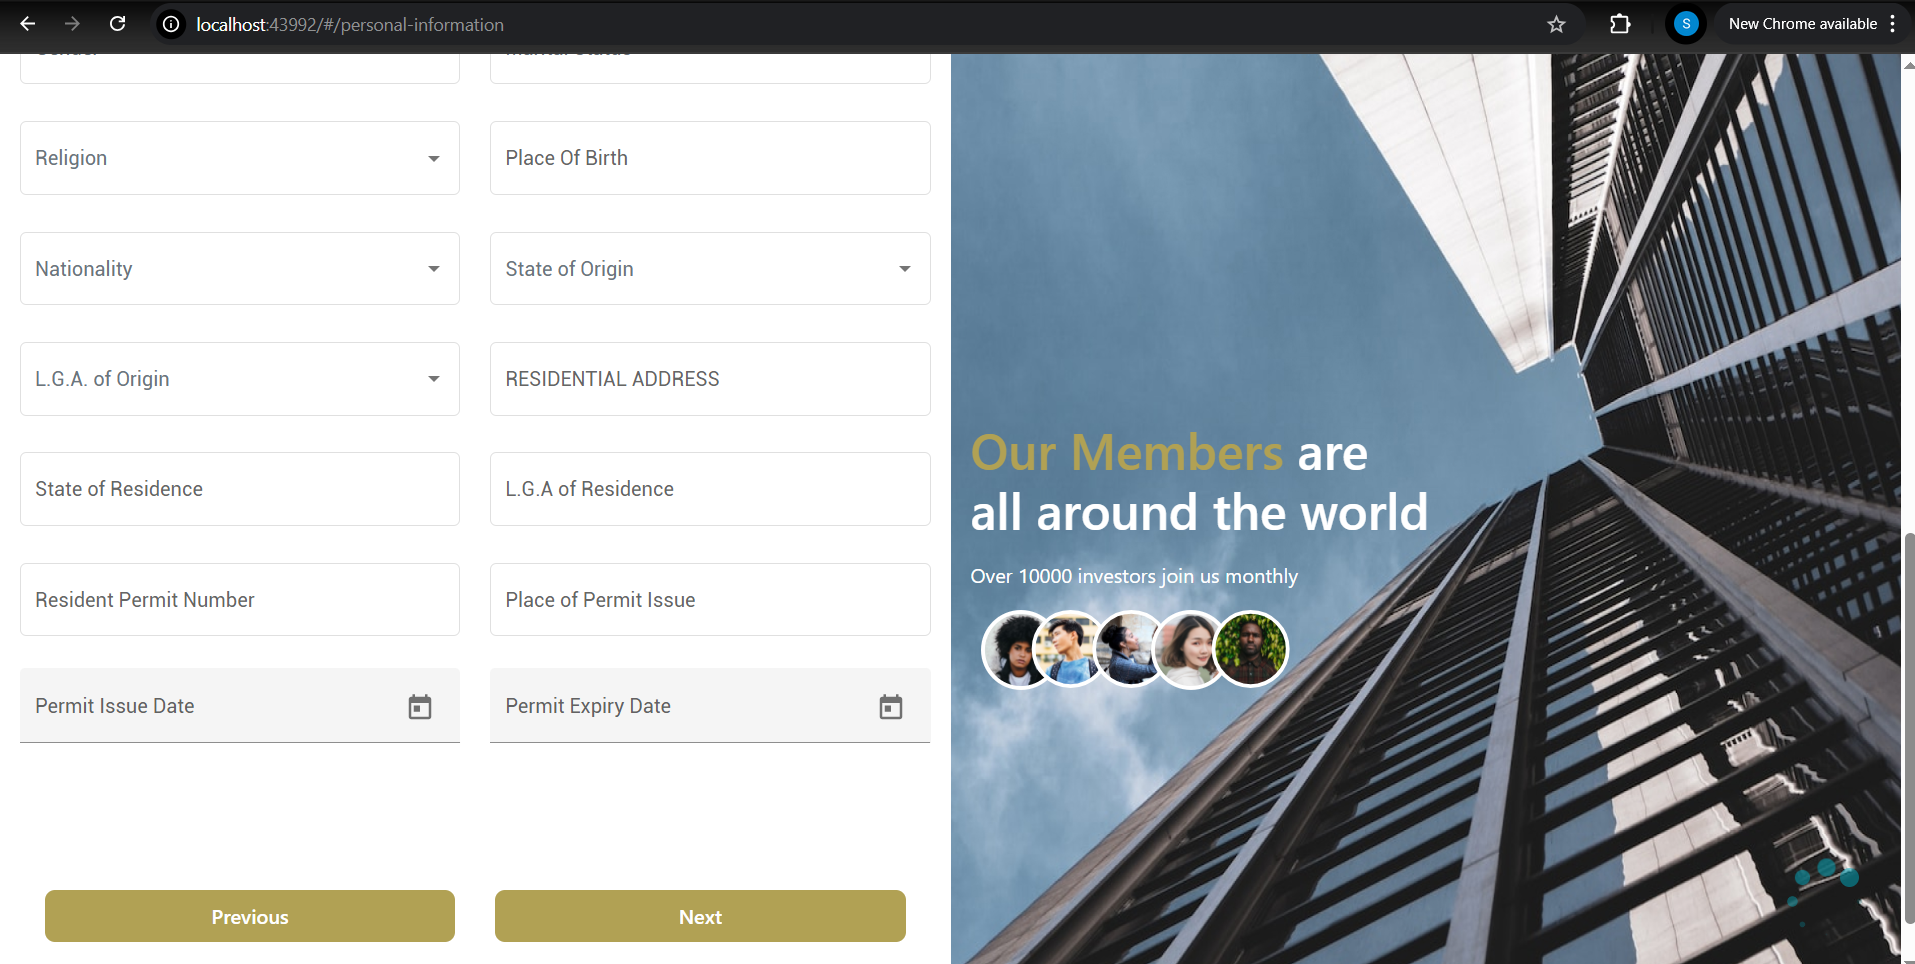 localhost:43992/#/personal-information
New Chrome available
S
Religion
Place Of Birth
Nationality
State of Origin
L.G.A. of Origin
RESIDENTIAL ADDRESS
State of Residence
L.G.A of Residence
Resident Permit Number
Place of Permit Issue
Permit Issue Date
Permit Expiry Date
Previous
Next
Our Members are
all around the world
Over 10000 investors join us monthly